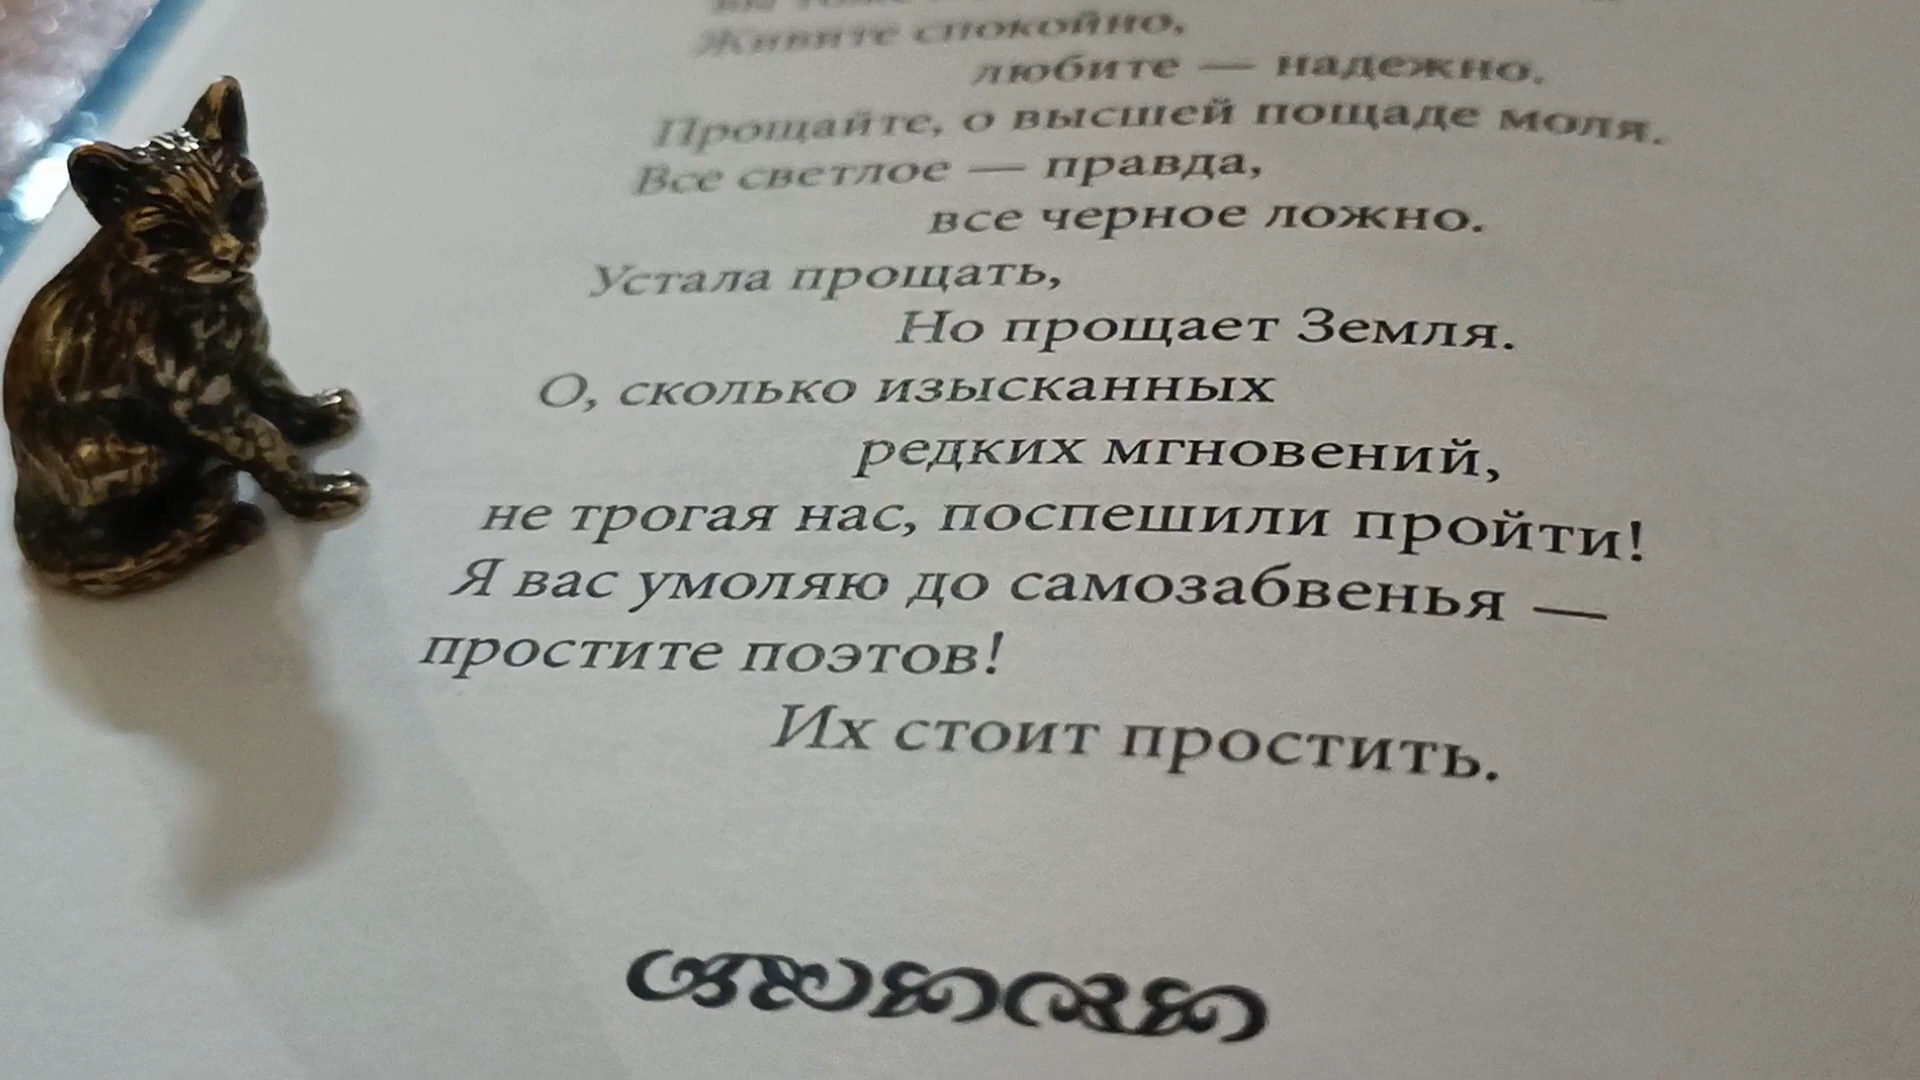 Живите спокойно,
любите — надежно.
Прощайте, о высшей пощаде моля.
Все светлое — правда,
все черное ложно.
Устала прощать,
Но прощает Земля.
О, сколько изысканных
редких мгновений,
не трогая нас, поспешили пройти!
Я вас умоляю до самозабвенья —
простите поэтов!
Их стоит простить.